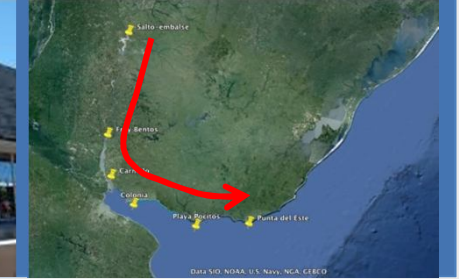 Salto-embalse
Fray Bentos
Carmelo
Colonia
Playa Pocitos
Punta del Este
Data SIO, NOAA, U.S. Navy, NGA, GEBCO